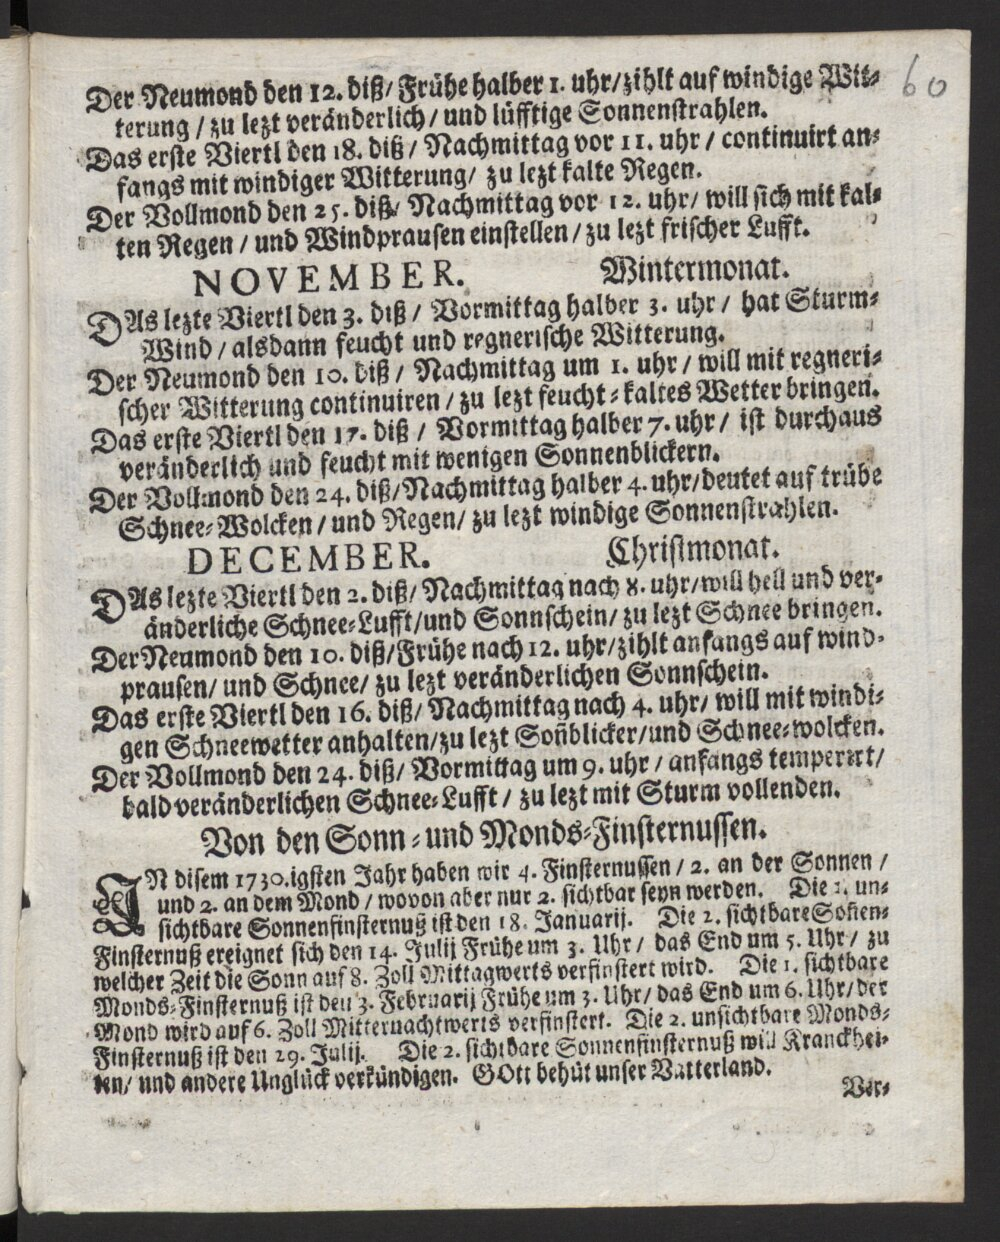 60
Der Neumond den 12. diß/ Frühe halber 1. uhr/zihlt auf windige Wit-
terung / zu lezt veränderlich / und lüfftige Sonnenstrahlen.
Das erste Viertl den 18. diß / Nachmittag vor 11. uhr / continuirt an-
fangs mit windiger Witterung/ zu lezt kalte Regen.
Der Vollmond den 25. diß/ Nachmittag vor 12. uhr/ will sich mit kal-
ten Regen / und Windprausen einstellen / zu lezt frischer Lufft.
NOVEMBER. Wintermonat.
DAs lezte Viertl den 3. diß / Vormittag halber 3. uhr / hat Sturm-
Wind / alsdann feucht und regnerische Witterung.
Der Neumond den 10. diß / Nachmittag um 1. uhr / will mit regneri-
scher Witterung continuiren / zu lezt feucht-kaltes Wetter bringen.
Das erste Viertl den 17. diß / Vormittag halber 7. uhr / ist durchaus
veränderlich und feucht mit wenigen Sonnenblickern.
Der Vollmond den 24. diß/Nachmittag halber 4. uhr/deutet auf trübe
Schnee-Wolcken / und Regen/ zu lezt windige Sonnenstrahlen.
DECEMBER. Christmonat.
DAs lezte Viertl den 2. diß/ Nachmittag nach 8. uhr/will hell und ver-
änderliche Schnee-Lufft/und Sonnschein/ zu lezt Schnee bringen.
Der Neumond den 10. diß/Frühe nach 12. uhr/zihlt anfangs auf wind-
prausen/ und Schnee/ zu lezt veränderlichen Sonnschein.
Das erste Viertl den 16. diß/ Nachmittag nach 4. uhr/ will mit windi-
gen Schneewetter anhalten/zu lezt Soñblicker/und Schnee-wolcken.
Der Vollmond den 24. diß/ Vormittag um 9. uhr / anfangs temperirt/
bald veränderlichen Schnee-Lufft / zu lezt mit Sturm vollenden.
Von den Sonn- und Monds-Finsternussen.
IN disem 1730.igsten Jahr haben wir 4. Finsternussen / 2. an der Sonnen /
und 2. an dem Mond / wovon aber nur 2. sichtbar seyn werden. Die 1. un-
sichtbare Sonnenfinsternuß ist den 18. Januarij. Die 2. sichtbare Soñen-
Finsternuß ereignet sich den 14. Julij Frühe um 3. Uhr / das End um 5. Uhr / zu
welcher Zeit die Sonn auf 8. Zoll Mittagwerts verfinstert wird. Die 1. sichtbare
Monds-Finsternuß ist den 3. Februarij Frühe um 3. Uhr/ das End um 6. Uhr/ der
Mond wird auf 6. Zoll Mitternachtwerts verfinstert. Die 2. unsichtbare Monds-
Finsternuß ist den 29. Julij. Die 2. sichtbare Sonnenfinsternuß will Kranckhei-
ten/ und andere Unglück verkündigen. GOtt behüt unser Vatterland.
Ver-